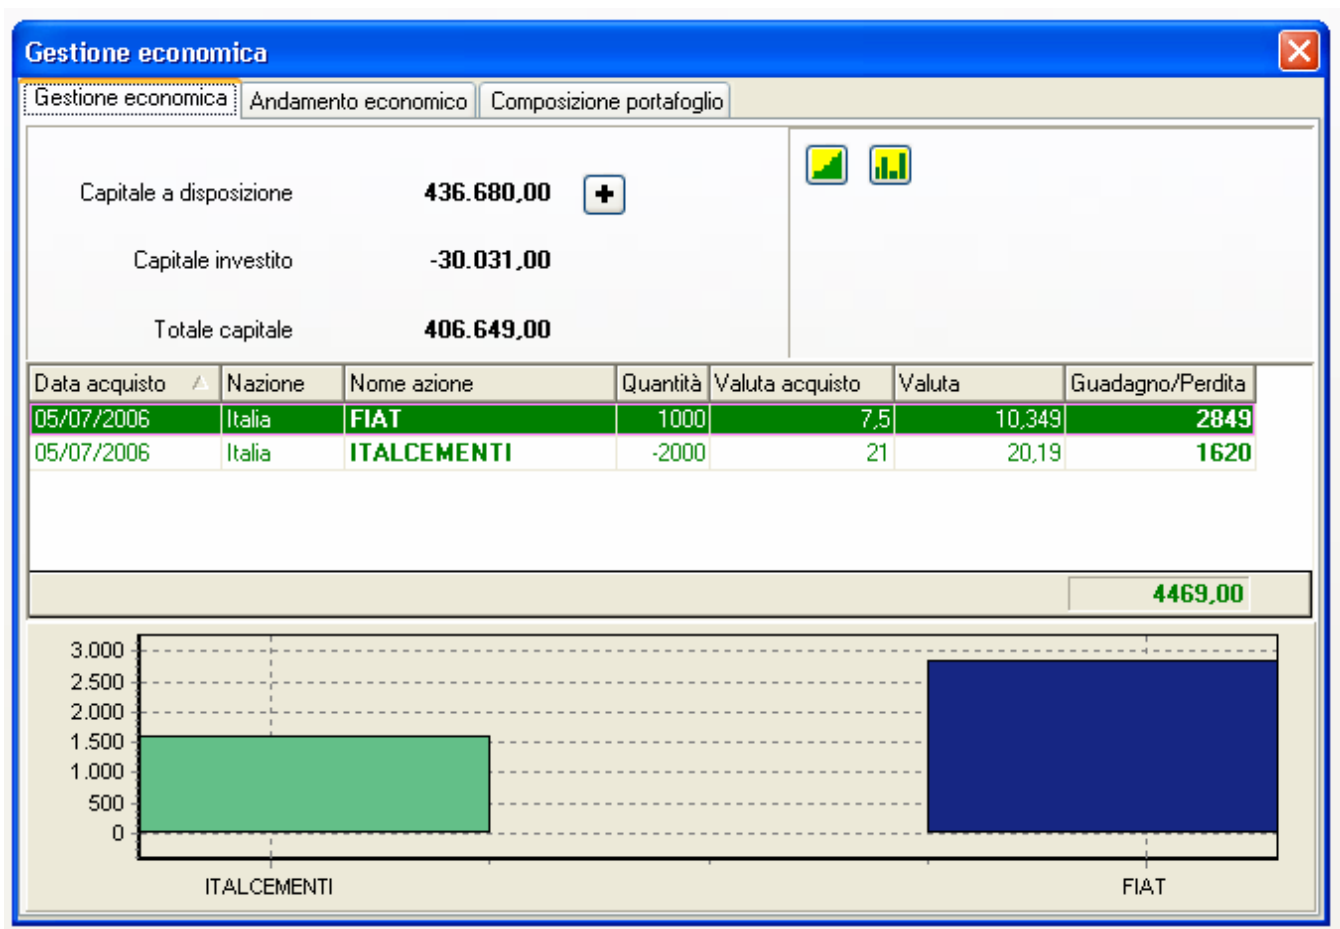 Gestione economica
Gestione economica Andamento economico Composizione portafoglio
Capitale a disposizione 436.680,00
Capitale investito -30.031,00
Totale capitale 406.649,00
Data acquisto Nazione Nome azione Quantità Valuta acquisto Valuta Guadagno/Perdita
05/07/2006 Italia FIAT 1000 7,5 10,349 2849
05/07/2006 Italia ITALCEMENTI -2000 21 20,19 1620
4469,00
3.000
2.500
2.000
1.500
1.000
500
0
ITALCEMENTI FIAT